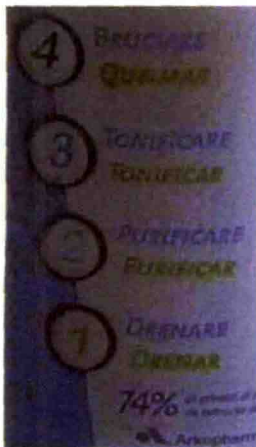 4 BRUCIARE
QUEIMAR
3 TONIFICARE
TONIFICAR
2 PURIFICARE
PURIFICAR
1 DRENARE
DRENAR
74%
Arkopharma